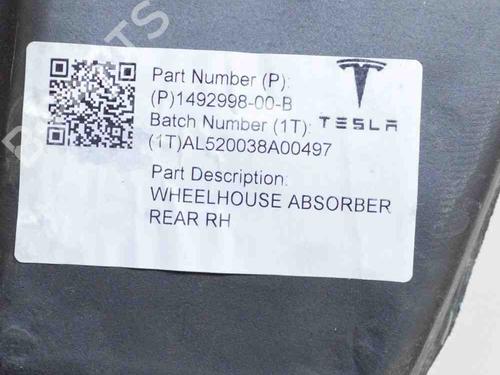 Part Number (P):
(P)1492998-00-B
Batch Number (1T):
TESLA
(1T)AL520038A00497
Part Description:
WHEELHOUSE ABSORBER
REAR RH